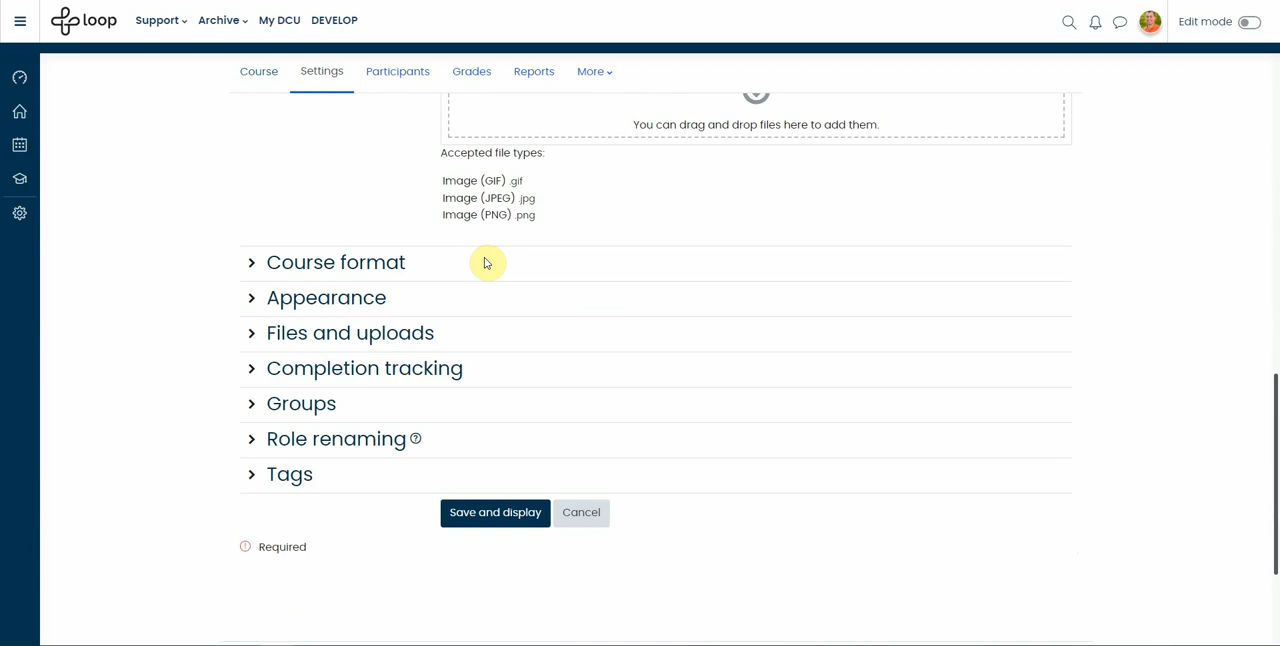 loop Support Archive My DCU DEVELOP Edit mode
Course Settings Participants Grades Reports More
You can drag and drop files here to add them.
Accepted file types:
Image (GIF) .gif
Image (JPEG) .jpg
Image (PNG) .png
Course format
Appearance
Files and uploads
Completion tracking
Groups
Role renaming
Tags
Save and display Cancel
Required